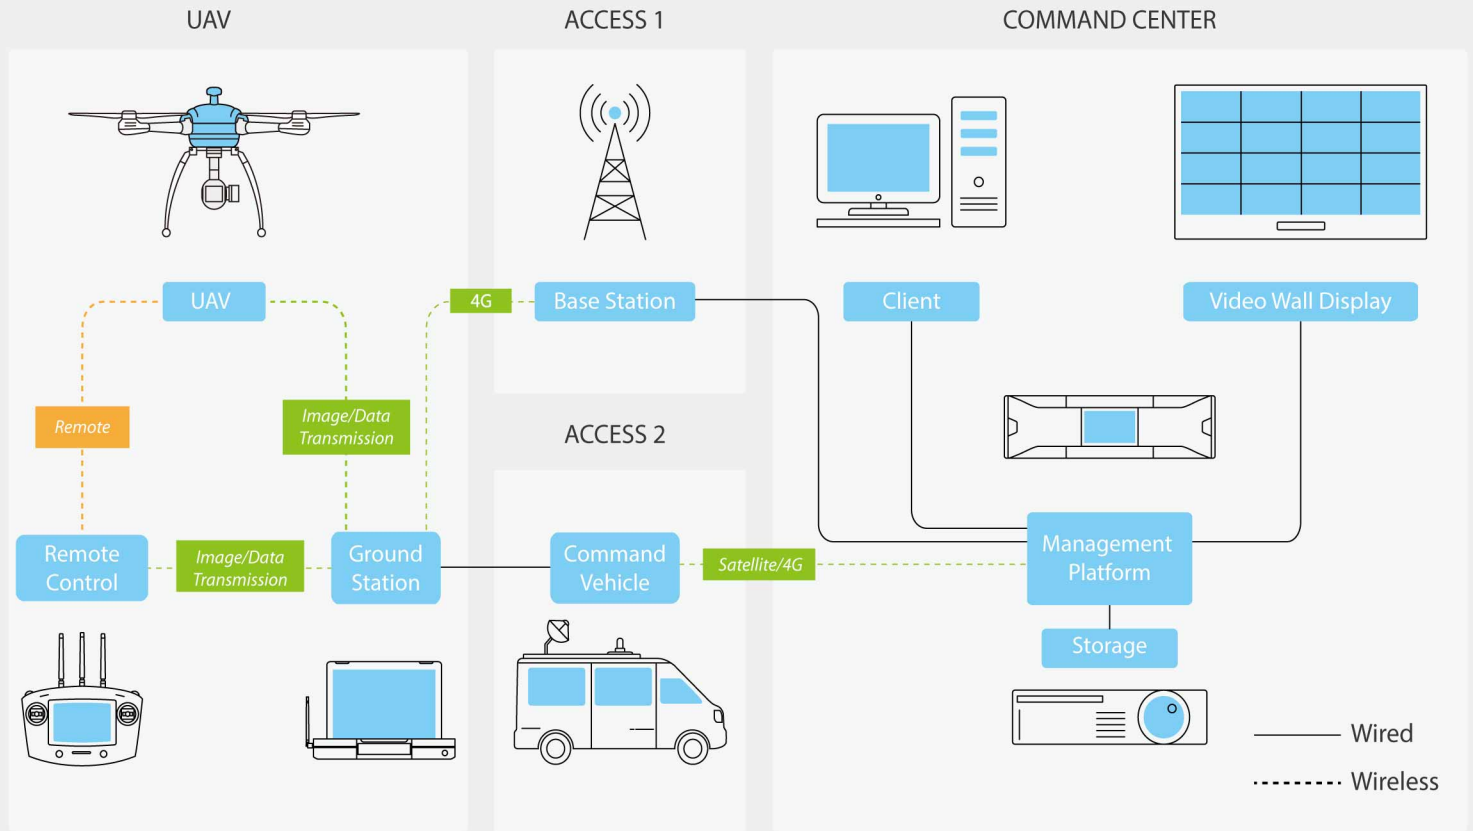 UAV
ACCESS 1
COMMAND CENTER
UAV
4G
Base Station
Client
Video Wall Display
Remote
Image/Data
Transmission
ACCESS 2
Remote
Control
Image/Data
Transmission
Ground
Station
Command
Vehicle
Satellite/4G
Management
Platform
Storage
Wired
Wireless